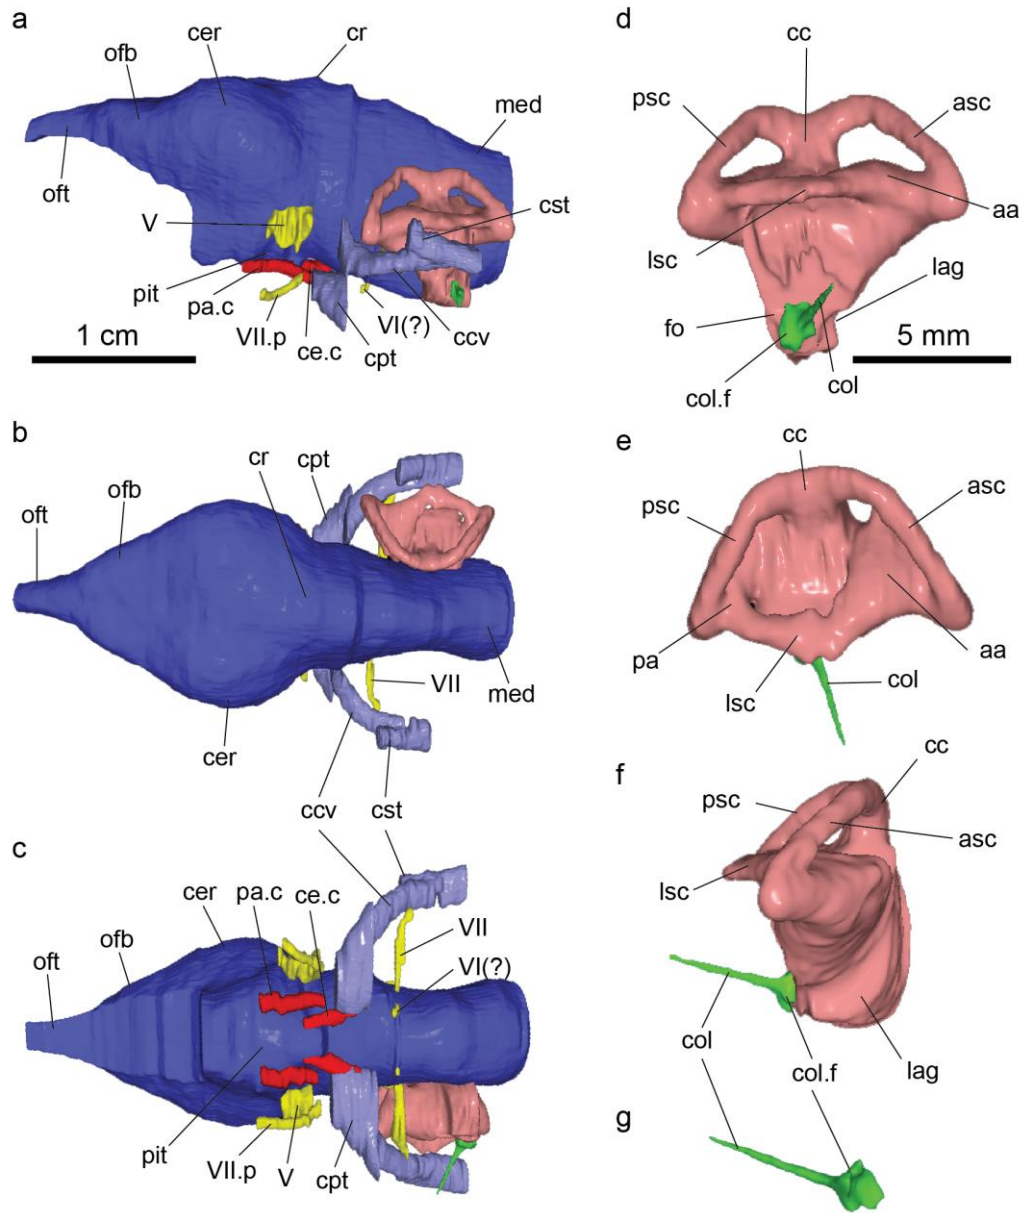 a
cer
cr
ofb
med
oft
V
cst
pit
pa.c
VII.p
ce.c
cpt
VI(?)
ccv
1 cm
b
cr
cpt
ofb
oft
VII
med
cer
ccv
cst
c
cer
pa.c
ce.c
ofb
oft
VII
VI(?)
pit
VII.p
V
cpt
d
cc
psc
asc
aa
lsc
lag
fo
5 mm
col.f
col
e
cc
psc
asc
pa
aa
lsc
col
f
cc
psc
asc
lsc
col
col.f
lag
g